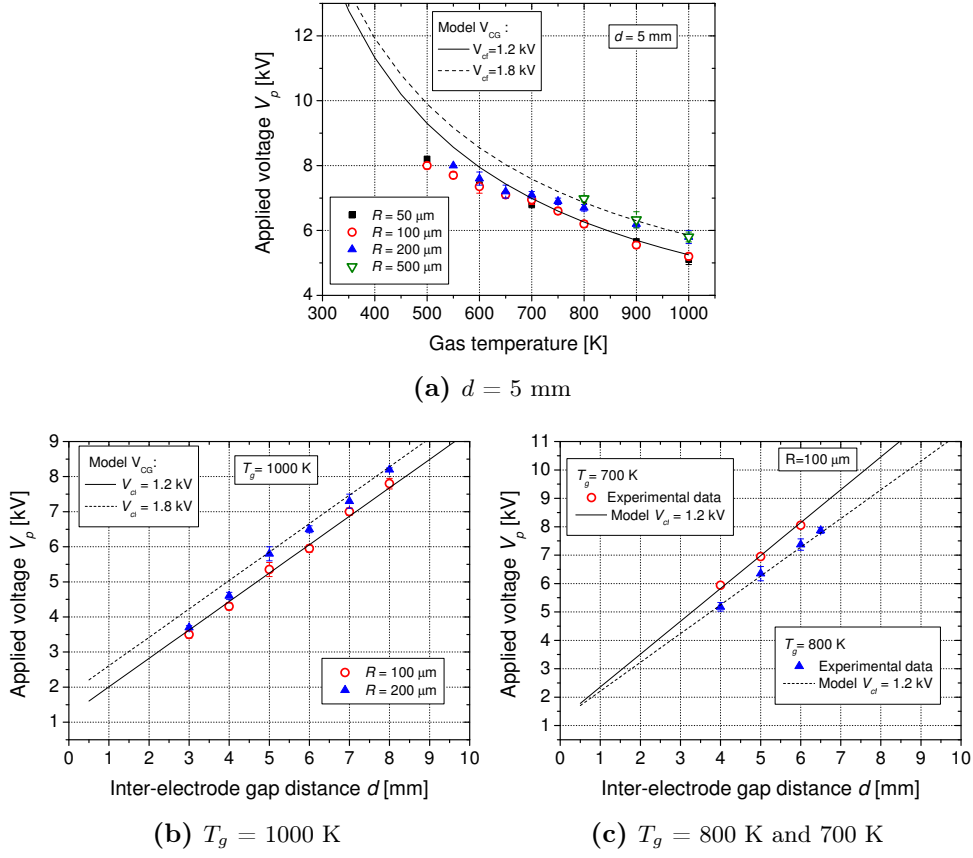 Applied voltage V_p [kV]
12
10
8
6
4
Model V_CG :
V_cf=1.2 kV
V_cf=1.8 kV
d = 5 mm
R = 50 μm
R = 100 μm
R = 200 μm
R = 500 μm
300 400 500 600 700 800 900 1000
Gas temperature [K]
(a) d = 5 mm
Applied voltage V_p [kV]
9
8
7
6
5
4
3
2
1
Model V_CG :
V_cf = 1.2 kV
V_cf = 1.8 kV
T_g= 1000 K
R = 100 μm
R = 200 μm
0 1 2 3 4 5 6 7 8 9 10
Inter-electrode gap distance d [mm]
(b) T_g = 1000 K
Applied voltage V_p [kV]
11
10
9
8
7
6
5
4
3
2
1
R=100 μm
T_g= 700 K
Experimental data
Model V_cf = 1.2 kV
T_g= 800 K
Experimental data
Model V_cf = 1.2 kV
0 1 2 3 4 5 6 7 8 9 10
Inter-electrode gap distance d [mm]
(c) T_g = 800 K and 700 K